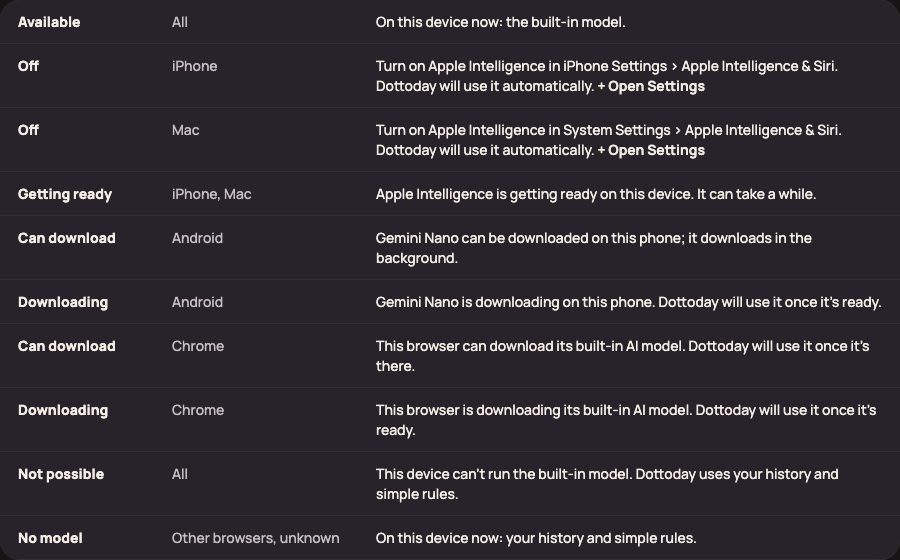 Available All On this device now: the built-in model.
Off iPhone Turn on Apple Intelligence in iPhone Settings › Apple Intelligence & Siri.
Dottoday will use it automatically. + Open Settings
Off Mac Turn on Apple Intelligence in System Settings › Apple Intelligence & Siri.
Dottoday will use it automatically. + Open Settings
Getting ready iPhone, Mac Apple Intelligence is getting ready on this device. It can take a while.
Can download Android Gemini Nano can be downloaded on this phone; it downloads in the
background.
Downloading Android Gemini Nano is downloading on this phone. Dottoday will use it once it's ready.
Can download Chrome This browser can download its built-in AI model. Dottoday will use it once it's
there.
Downloading Chrome This browser is downloading its built-in AI model. Dottoday will use it once it's
ready.
Not possible All This device can't run the built-in model. Dottoday uses your history and
simple rules.
No model Other browsers, unknown On this device now: your history and simple rules.